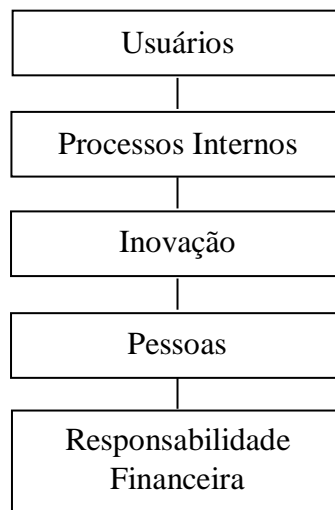 Usuários
Processos Internos
Inovação
Pessoas
Responsabilidade
Financeira